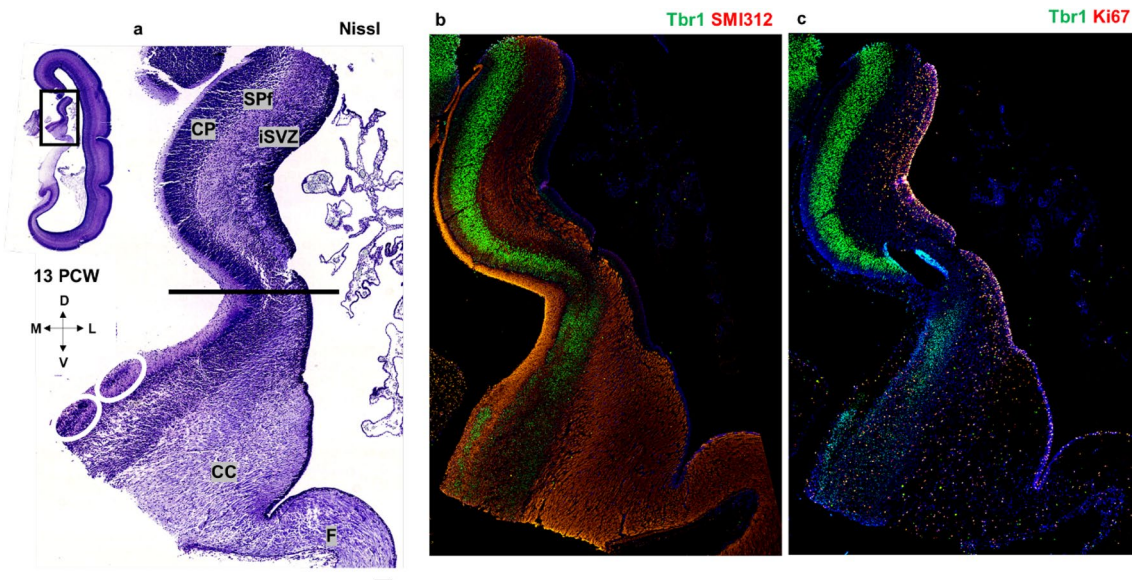 a
Nissl
SPf
CP
iSVZ
13 PCW
D
M
L
V
CC
F
b
Tbr1 SMI312
c
Tbr1 Ki67